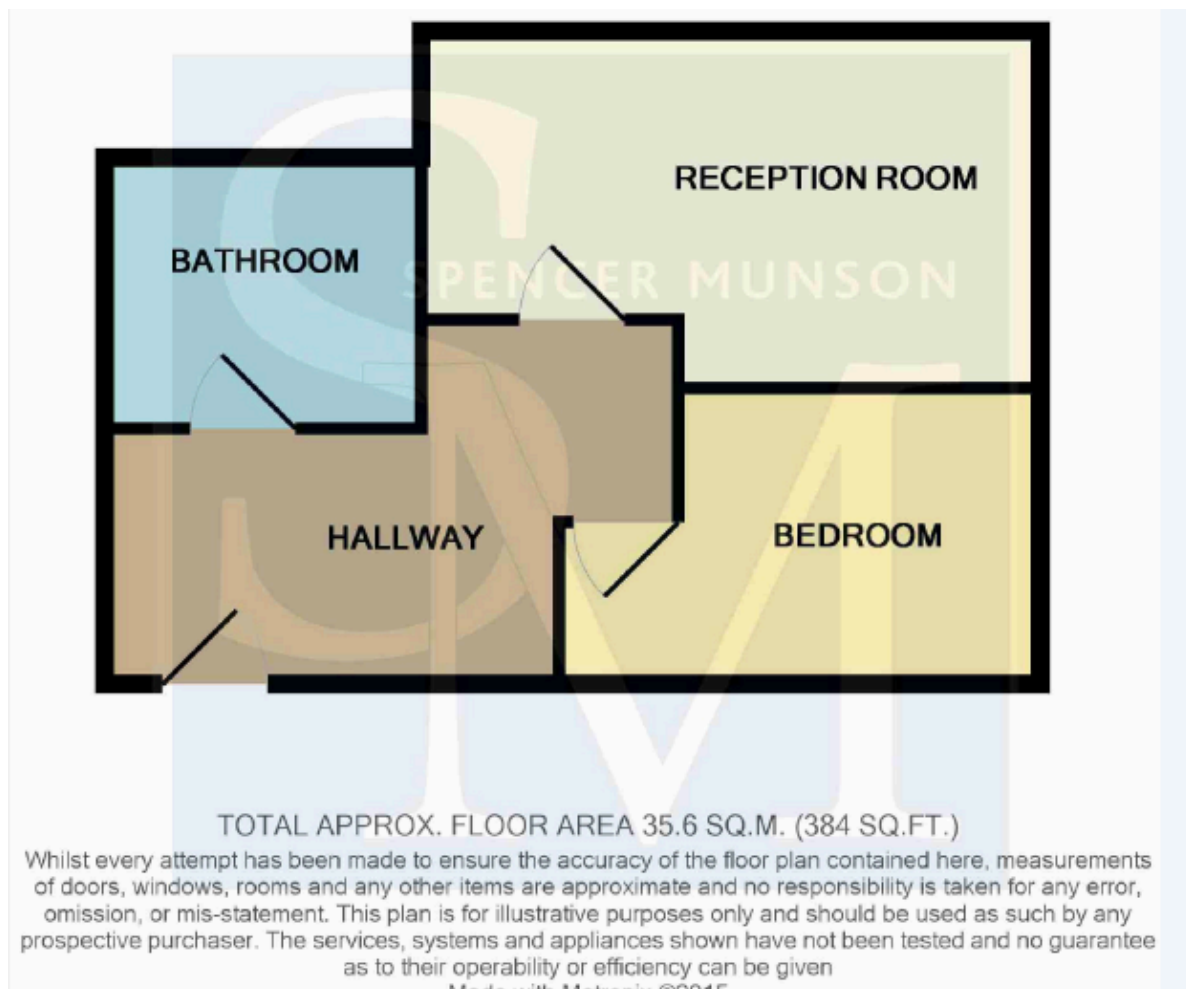 RECEPTION ROOM
BATHROOM
SPENCER MUNSON
HALLWAY
BEDROOM
TOTAL APPROX. FLOOR AREA 35.6 SQ.M. (384 SQ.FT.)
Whilst every attempt has been made to ensure the accuracy of the floor plan contained here, measurements
of doors, windows, rooms and any other items are approximate and no responsibility is taken for any error,
omission, or mis-statement. This plan is for illustrative purposes only and should be used as such by any
prospective purchaser. The services, systems and appliances shown have not been tested and no guarantee
as to their operability or efficiency can be given
Made with Metropix ©2015